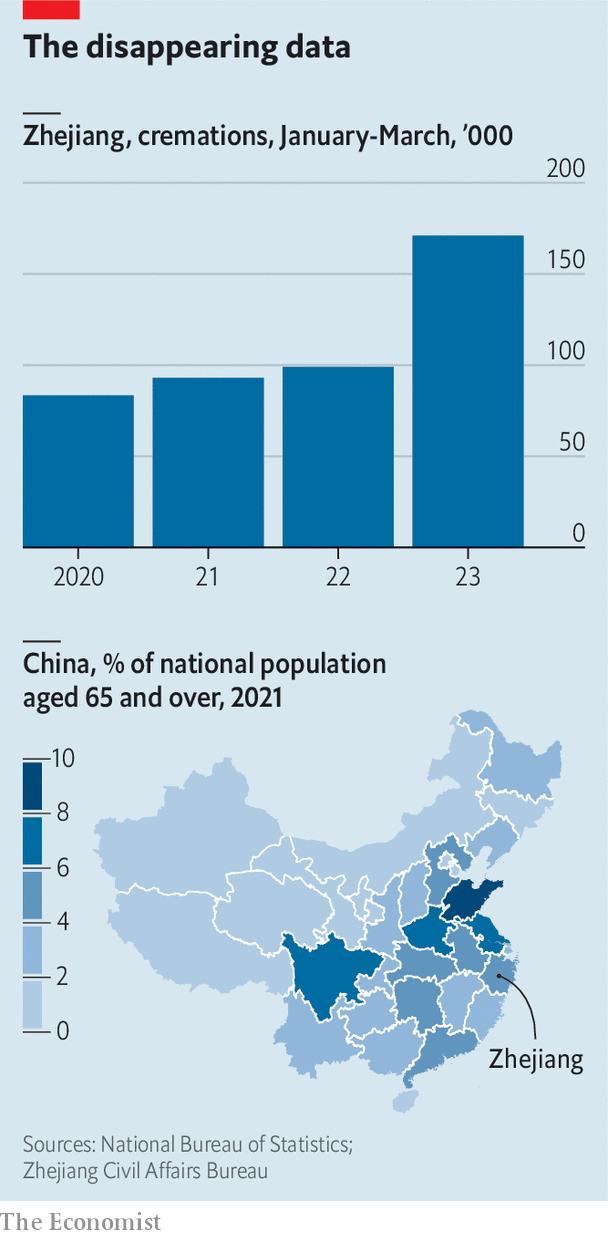 The disappearing data
Zhejiang, cremations, January-March, ’000
200
150
100
50
0
2020
21
22
23
China, % of national population
aged 65 and over, 2021
10
8
6
4
2
0
Zhejiang
Sources: National Bureau of Statistics;
Zhejiang Civil Affairs Bureau
The Economist